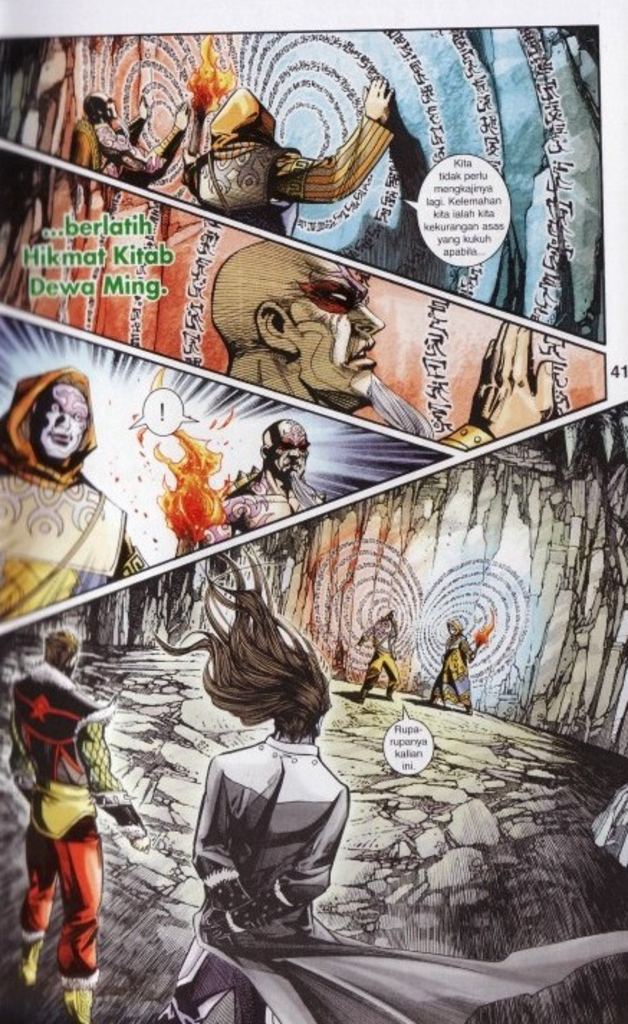 Kita
tidak perlu
mengkajinya
lagi. Kelemahan
kita ialah kita
kekurangan asas
yang kukuh
apabila...
...berlatih
Hikmat Kitab
Dewa Ming.
41
!
Rupa-
rupanya
kalian
ini.